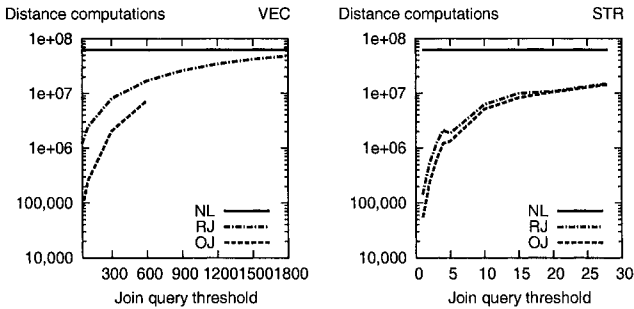 Distance computations VEC
1e+08
1e+07
1e+06
100,000
10,000
NL
RJ
OJ
300 600 900 1200 1500 1800
Join query threshold
Distance computations STR
1e+08
1e+07
1e+06
100,000
10,000
NL
RJ
OJ
0 5 10 15 20 25 30
Join query threshold